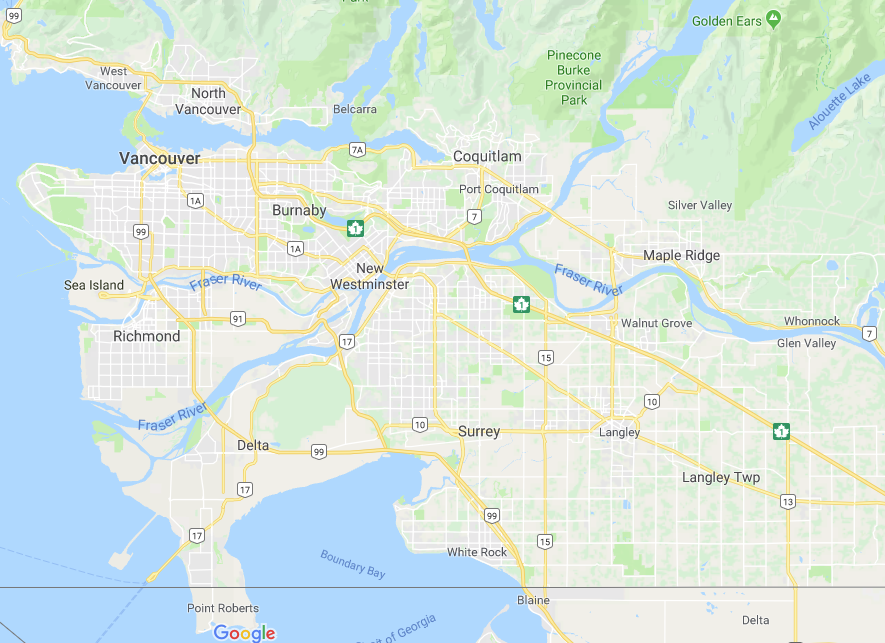 Park
99
Golden Ears
West
Vancouver
Pinecone
Burke
Provincial
Park
North
Vancouver
Belcarra
Alouette Lake
Vancouver
7A
Coquitlam
Port Coquitlam
1A
Burnaby
7
Silver Valley
99
1
1A
Maple Ridge
New
Westminster
Fraser River
Fraser River
Sea Island
1
91
Walnut Grove
Whonnock
Richmond
17
7
Glen Valley
15
Fraser River
10
10
Surrey
Langley
1
Delta
99
Langley Twp
17
13
99
17
15
White Rock
Boundary Bay
Blaine
Point Roberts
Delta
Google
it of Georgia